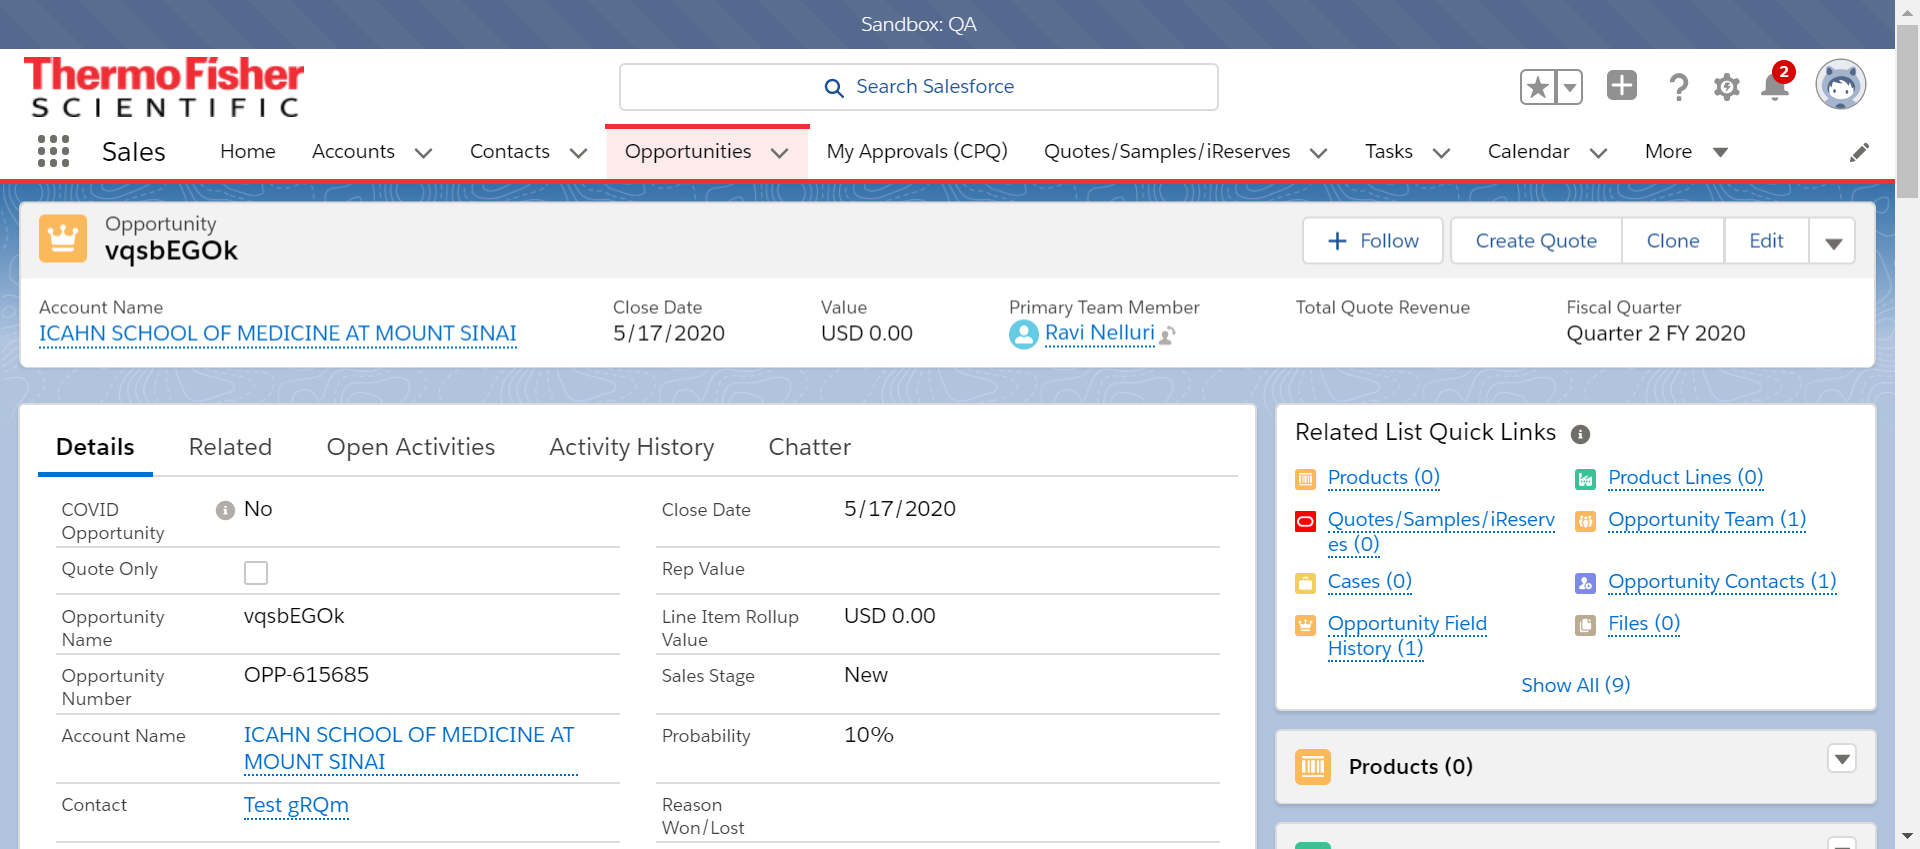 Sandbox: QA
ThermoFisher
SCIENTIFIC
Search Salesforce
2
Sales
Home
Accounts
Contacts
Opportunities
My Approvals (CPQ)
Quotes/Samples/iReserves
Tasks
Calendar
More
Opportunity
vqsbEGOk
Follow
Create Quote
Clone
Edit
Account Name
ICAHN SCHOOL OF MEDICINE AT MOUNT SINAI
Close Date
5/17/2020
Value
USD 0.00
Primary Team Member
Ravi Nelluri
Total Quote Revenue
Fiscal Quarter
Quarter 2 FY 2020
Details
Related
Open Activities
Activity History
Chatter
COVID
Opportunity
No
Close Date
5/17/2020
Quote Only
Rep Value
Opportunity
Name
vqsbEGOk
Line Item Rollup
Value
USD 0.00
Opportunity
Number
OPP-615685
Sales Stage
New
Account Name
ICAHN SCHOOL OF MEDICINE AT
MOUNT SINAI
Probability
10%
Contact
Test gRQm
Reason
Won/Lost
Related List Quick Links
Products (0)
Product Lines (0)
Quotes/Samples/iReserv
es (0)
Opportunity Team (1)
Cases (0)
Opportunity Contacts (1)
Opportunity Field
History (1)
Files (0)
Show All (9)
Products (0)